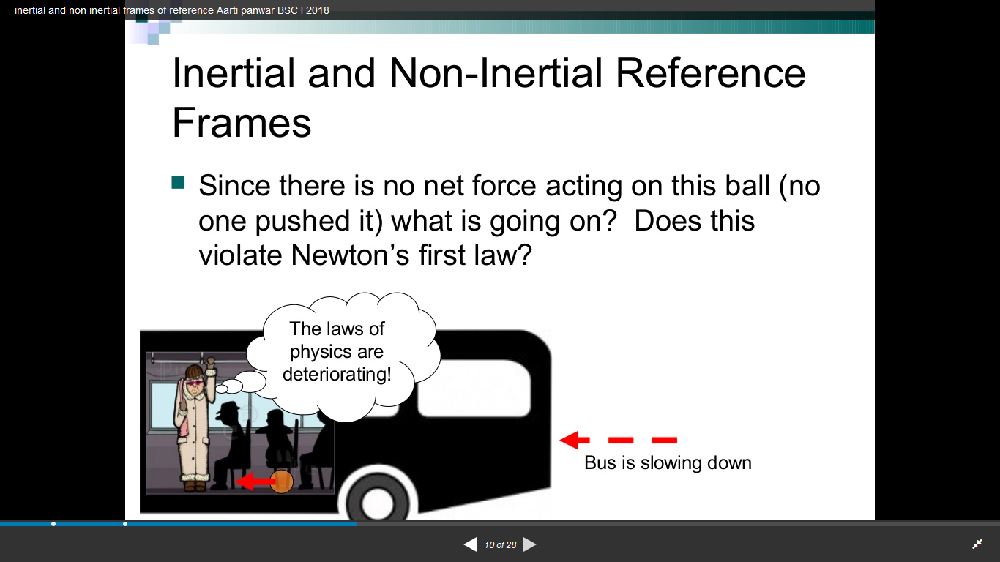 inertial and non inertial frames of reference Aarti panwar BSC I 2018
Inertial and Non-Inertial Reference
Frames
Since there is no net force acting on this ball (no
one pushed it) what is going on?  Does this
violate Newton’s first law?
The laws of
physics are
deteriorating!
Bus is slowing down
10 of 28